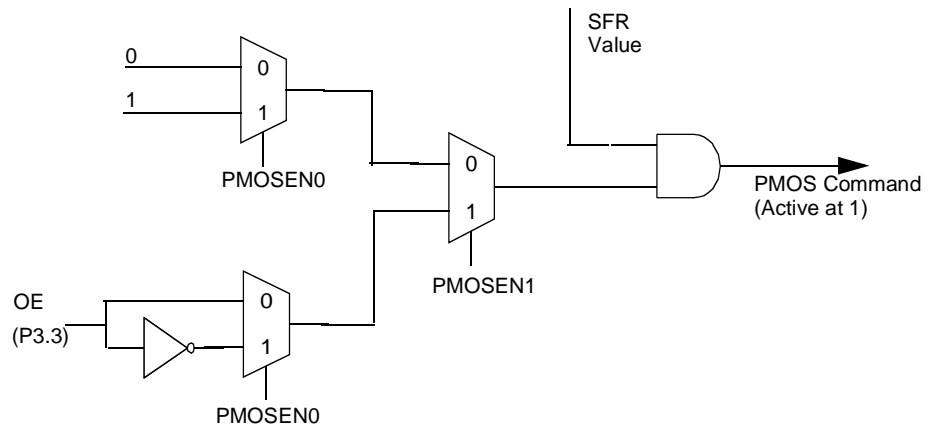 SFR
Value
0
0
1
1
PMOSEN0
0
PMOS Command
(Active at 1)
1
PMOSEN1
OE
0
(P3.3)
1
PMOSEN0